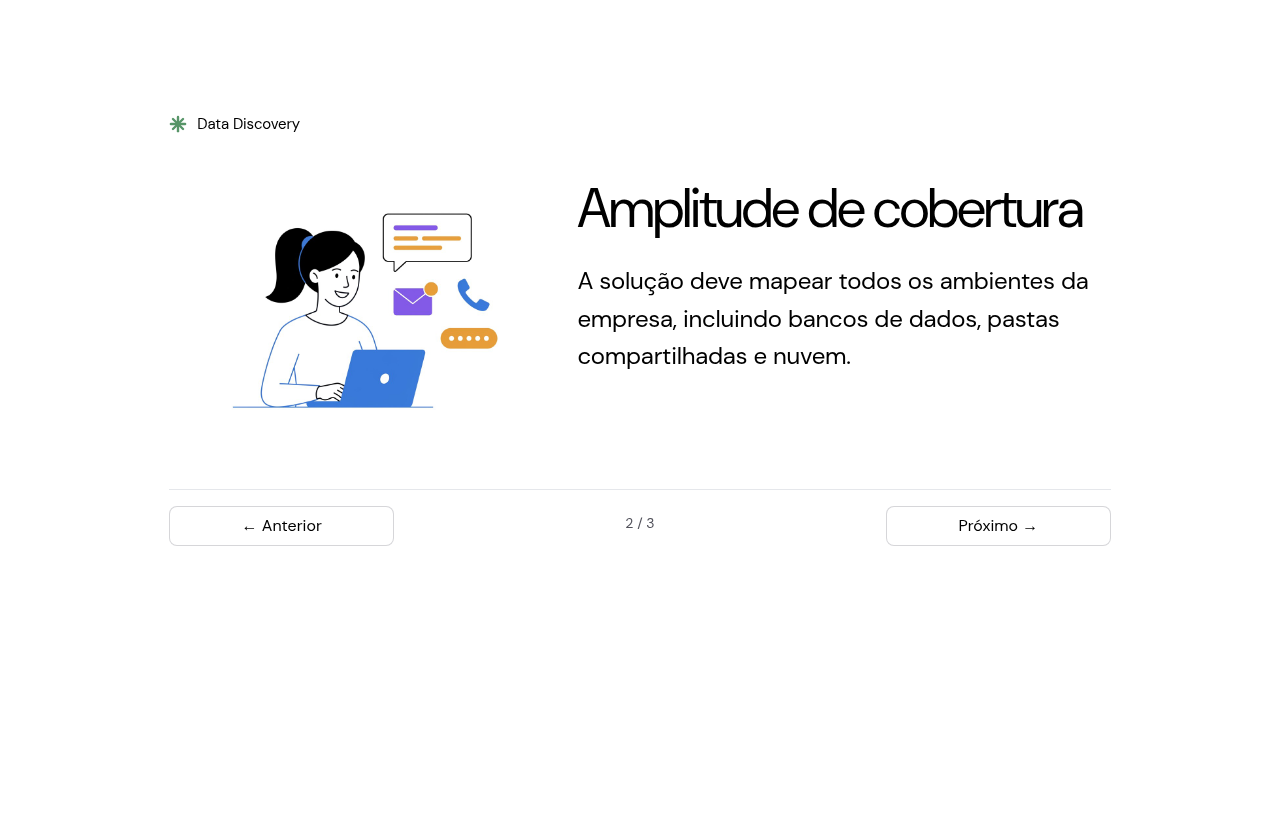 Data Discovery
Amplitude de cobertura
A solução deve mapear todos os ambientes da
empresa, incluindo bancos de dados, pastas
compartilhadas e nuvem.
← Anterior
2 / 3
Próximo →